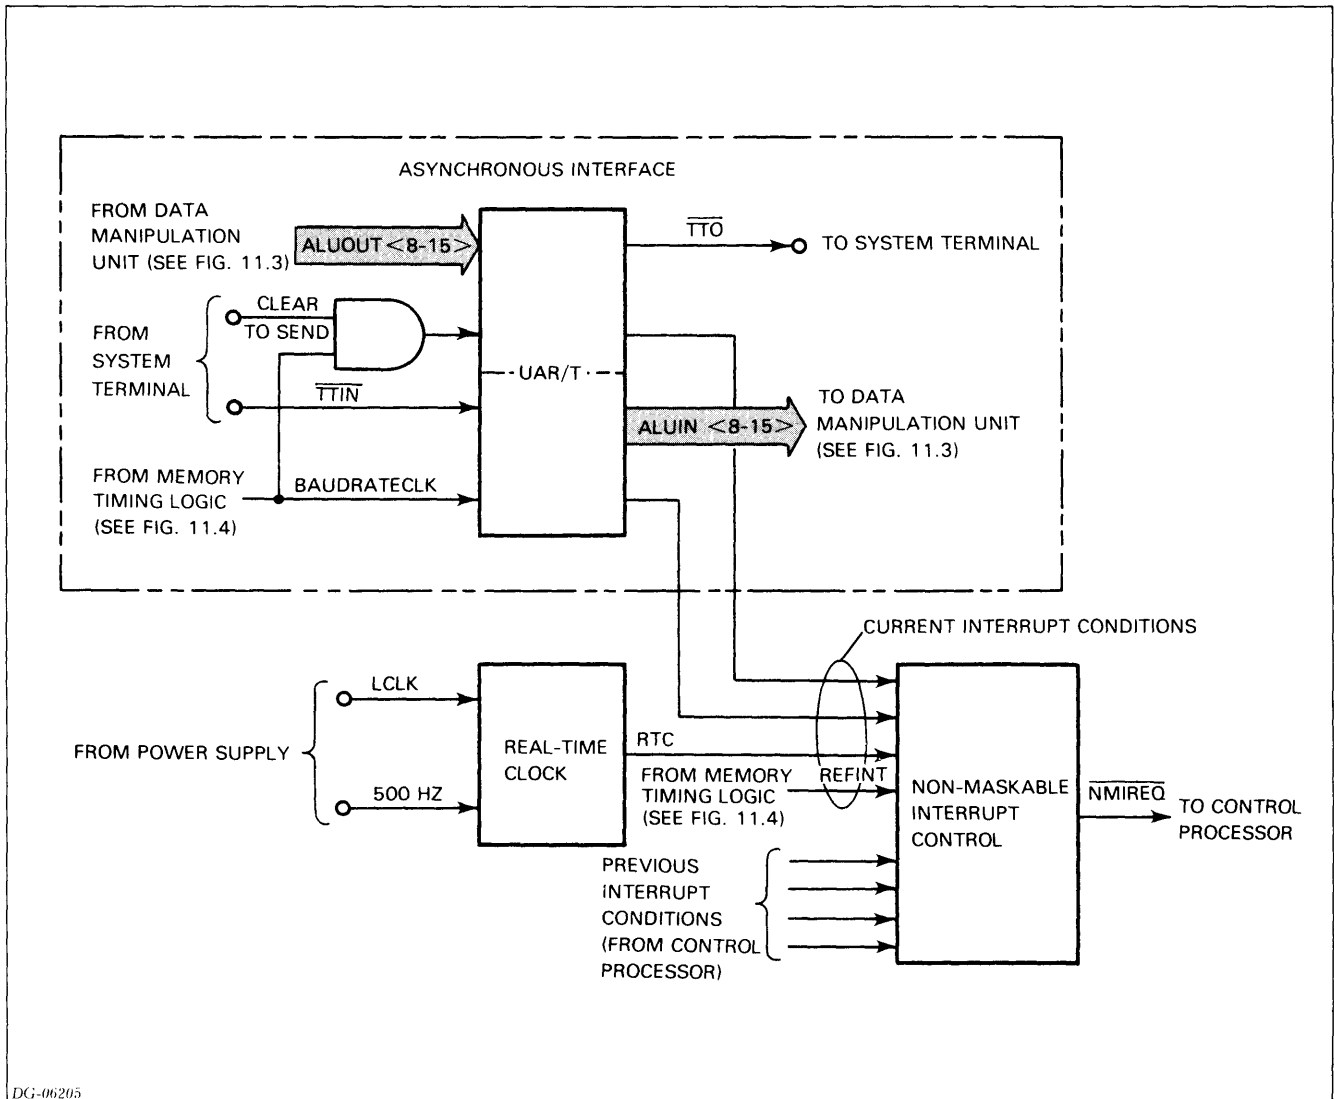 ASYNCHRONOUS INTERFACE
FROM DATA
MANIPULATION
UNIT (SEE FIG. 11.3)
ALUOUT <8-15>
TTO
TO SYSTEM TERMINAL
CLEAR
TO SEND
FROM
SYSTEM
TERMINAL
TTIN
UAR/T
ALUIN <8-15>
TO DATA
MANIPULATION UNIT
(SEE FIG. 11.3)
FROM MEMORY
TIMING LOGIC
(SEE FIG. 11.4)
BAUDRATECLK
CURRENT INTERRUPT CONDITIONS
FROM POWER SUPPLY
LCLK
500 HZ
REAL-TIME
CLOCK
RTC
FROM MEMORY
TIMING LOGIC
(SEE FIG. 11.4)
REFINT
NON-MASKABLE
INTERRUPT
CONTROL
NMIREQ
TO CONTROL
PROCESSOR
PREVIOUS
INTERRUPT
CONDITIONS
(FROM CONTROL
PROCESSOR)
DG-06205